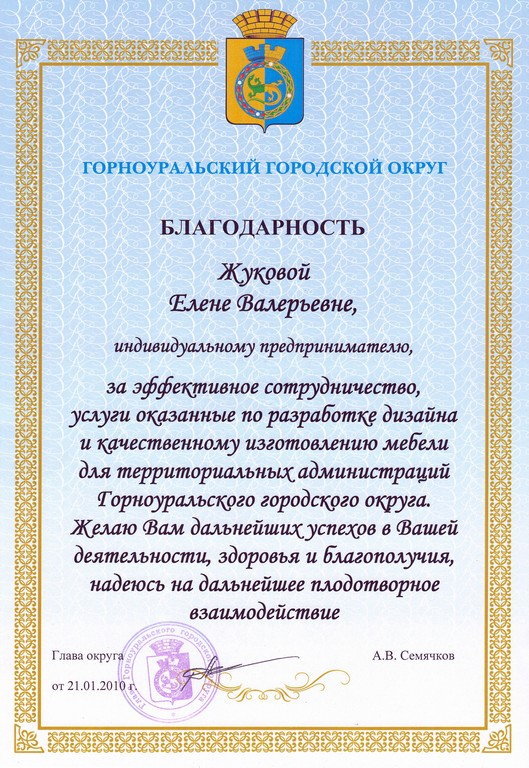 ГОРНОУРАЛЬСКИЙ ГОРОДСКОЙ ОКРУГ
БЛАГОДАРНОСТЬ
Жуковой
Елене Валерьевне,
индивидуальному предпринимателю,
за эффективное сотрудничество,
услуги оказанные по разработке дизайна
и качественному изготовлению мебели
для территориальных администраций
Горноуральского городского округа.
Желаю Вам дальнейших успехов в Вашей
деятельности, здоровья и благополучия,
надеюсь на дальнейшее плодотворное
взаимодействие
Глава округа
А.В. Семячков
от 21.01.2010 г.
Глава Горноуральского городского округа